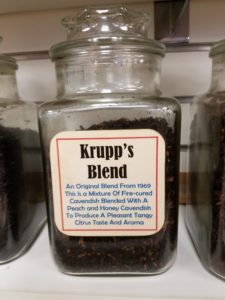 Krupp's
Blend
An Original Blend From 1969
This Is a Mixture Of Fire-cured
Cavendish Blended With A
Peach and Honey Cavendish
To Produce A Pleasant Tangy
Citrus Taste And Aroma